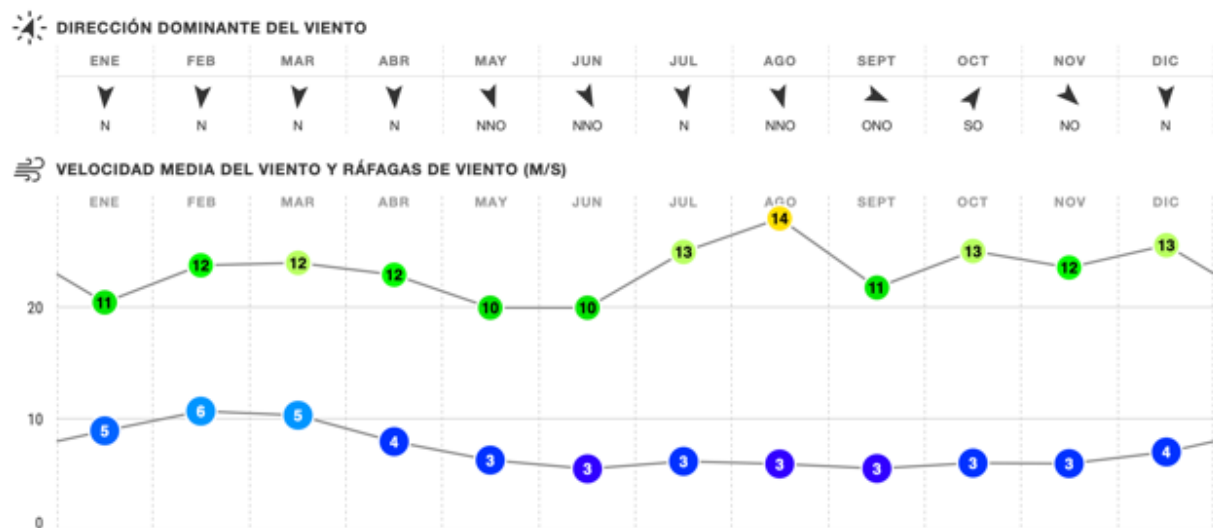 DIRECCIÓN DOMINANTE DEL VIENTO
ENE FEB MAR ABR MAY JUN JUL AGO SEPT OCT NOV DIC
N N N N NNO NNO N NNO ONO SO NO N
VELOCIDAD MEDIA DEL VIENTO Y RÁFAGAS DE VIENTO (M/S)
ENE FEB MAR ABR MAY JUN JUL AGO SEPT OCT NOV DIC
11 12 12 12 10 10 13 14 11 13 12 13
20
10
5 6 5 4 3 3 3 3 3 3 3 4
0